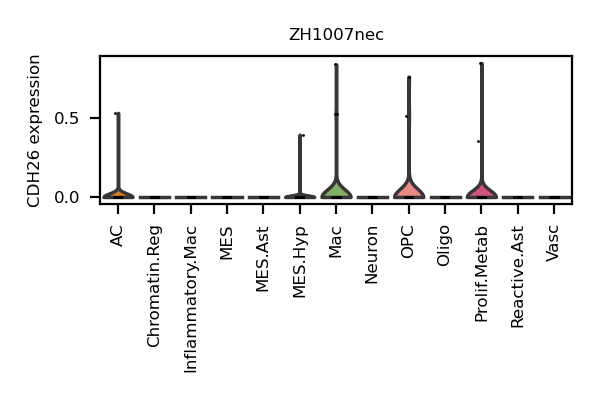 ZH1007nec
CDH26 expression
0.5
0.0
AC
Chromatin.Reg
Inflammatory.Mac
MES
MES.Ast
MES.Hyp
Mac
Neuron
OPC
Oligo
Prolif.Metab
Reactive.Ast
Vasc